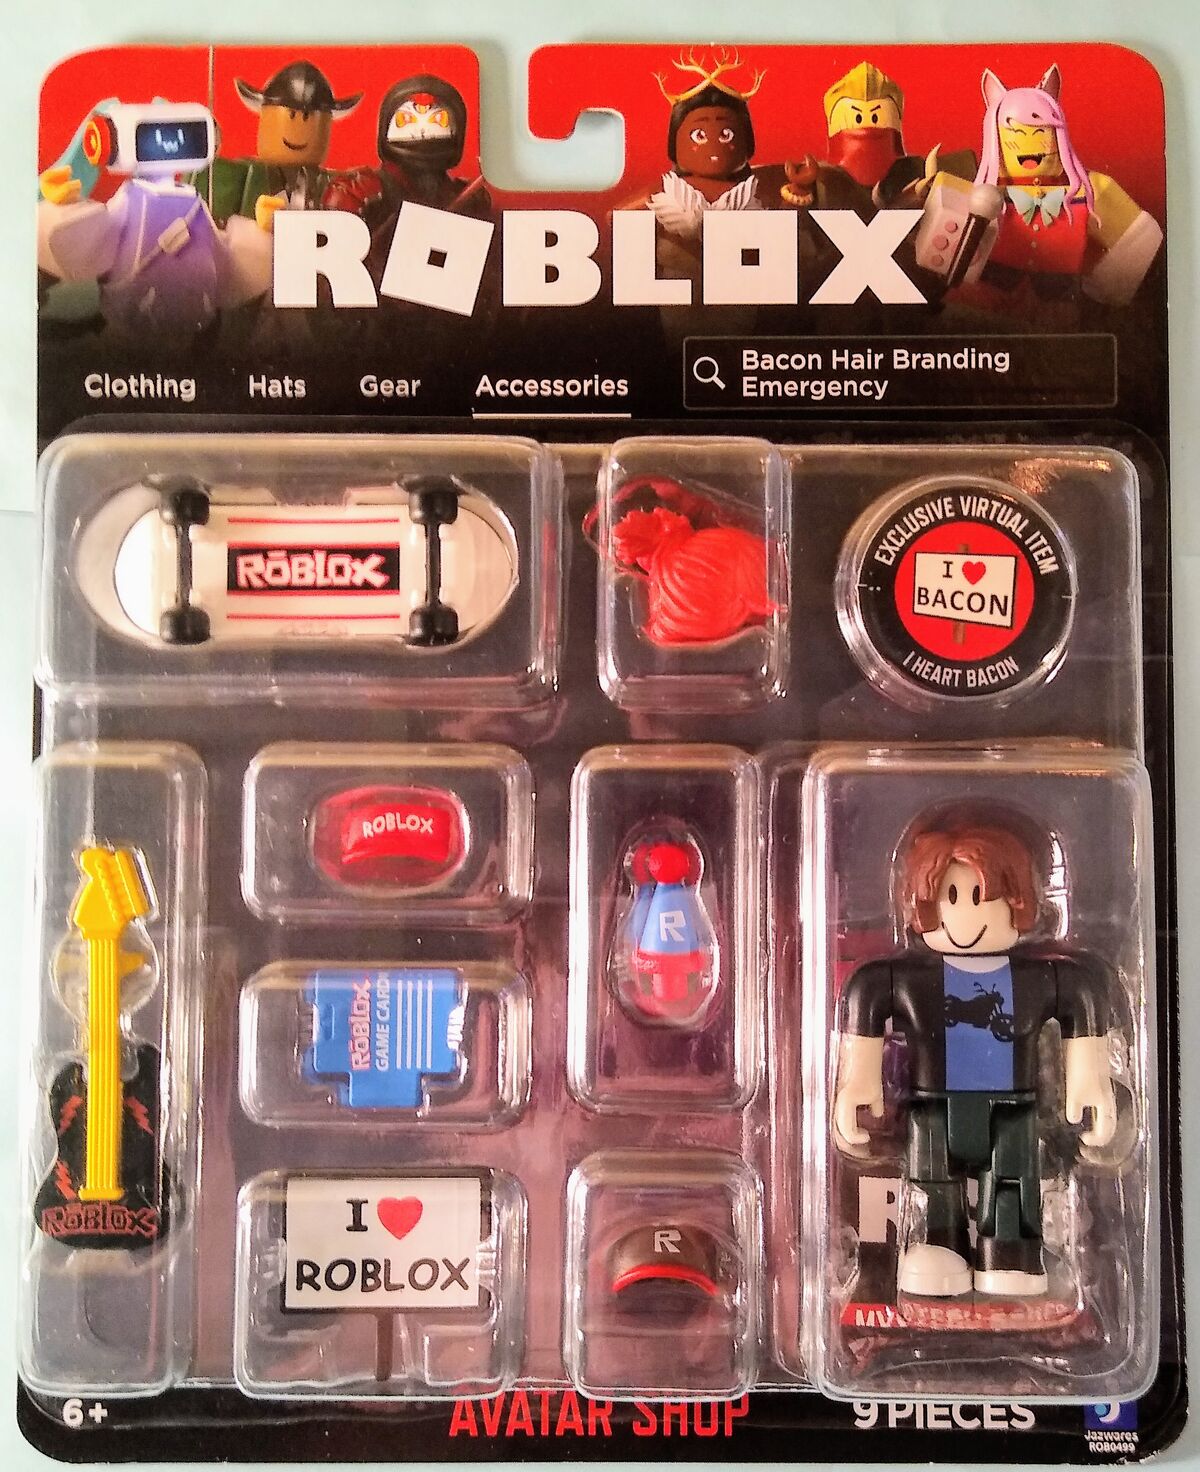 ROBLOX
Clothing Hats Gear Accessories
Bacon Hair Branding
Emergency
ROBLOX
EXCLUSIVE VIRTUAL ITEM
I ♥
BACON
I HEART BACON
ROBLOX
R
ROBLOX
GAME CARD
ROBLOX
I ♥
ROBLOX
R
R
6+
AVATAR SHOP
9 PIECES
Jazwares
ROB0499